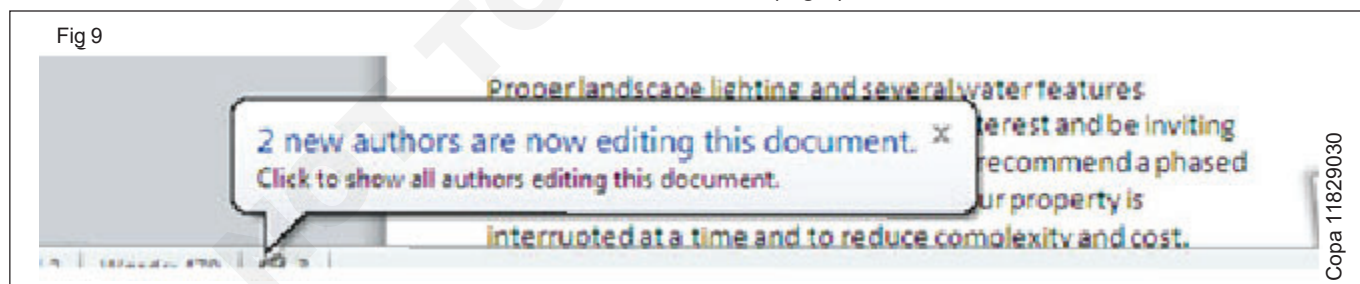 Fig 9
Proper landscape lighting and several water features
2 new authors are now editing this document. x
Click to show all authors editing this document.
terest and be inviting
recommend a phased
ur property is
interrupted at a time and to reduce complexity and cost.
Copa 11829030